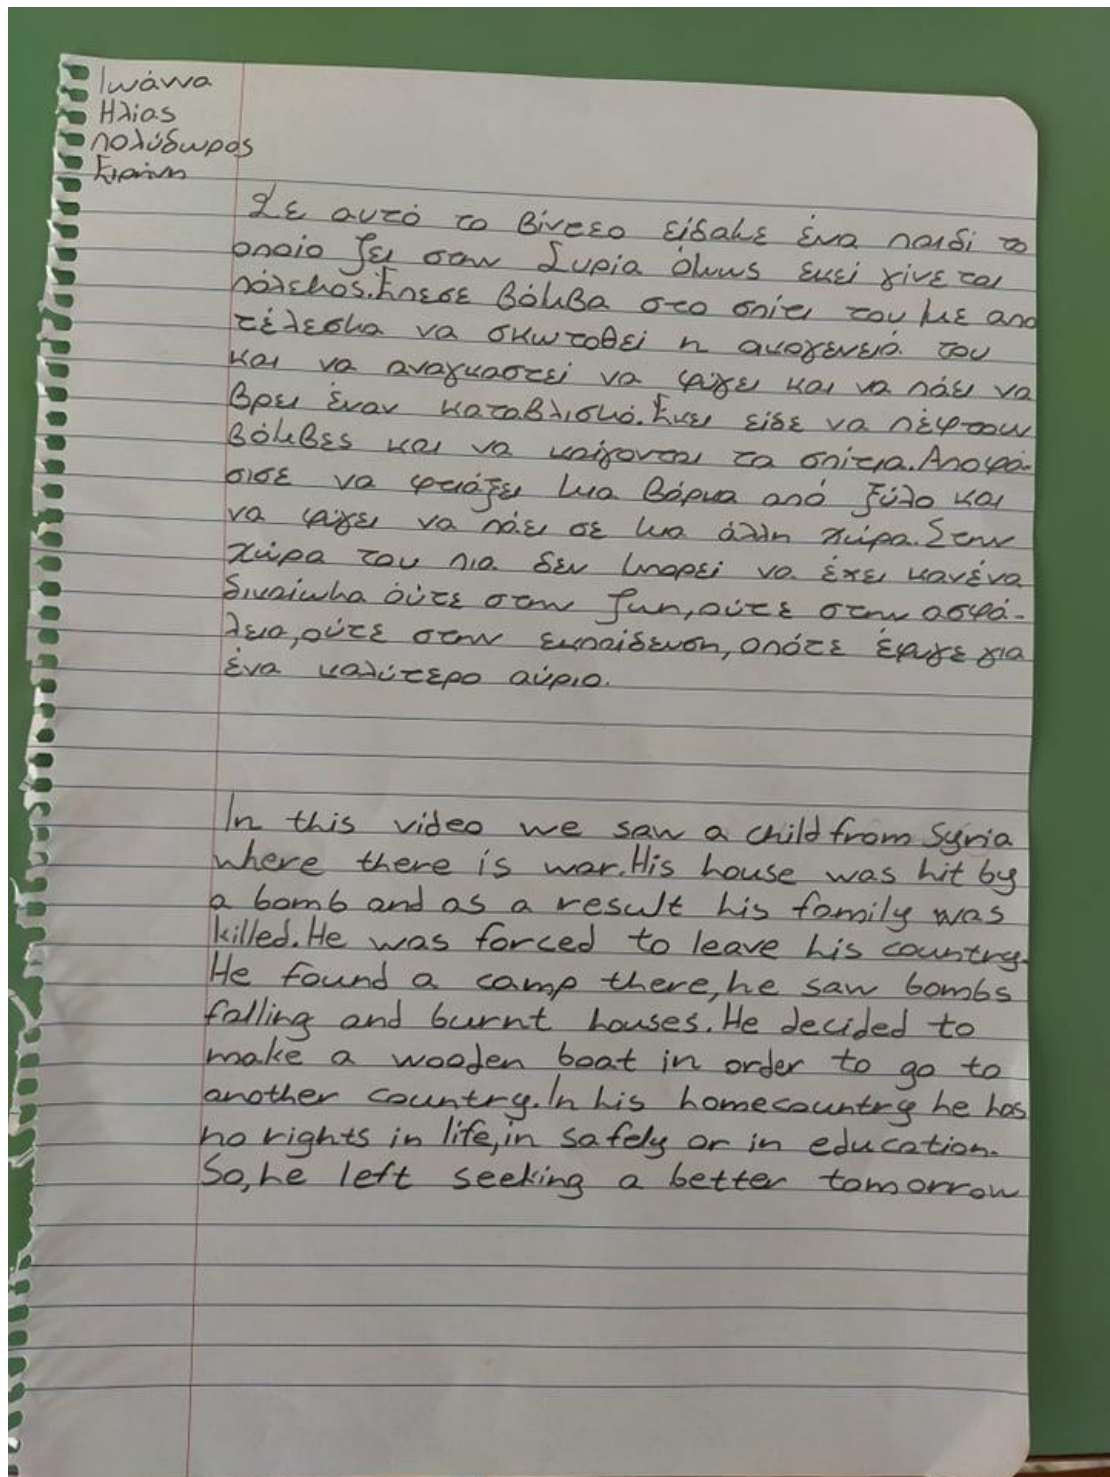 Ιωάννα
Ηλίας
Πολύδωρος
Ειρήνη
Σε αυτό το βίντεο είδαμε ένα παιδί το
οποίο ζει στην Συρία όμως εκεί γίνεται
πόλεμος.Έπεσε βόμβα στο σπίτι του με απο
τέλεσμα να σκωτοθεί η οικογενειά του
και να αναγκαστεί να φύγει και να πάει να
βρει έναν καταβλισμό.Εκει είδε να πέφτουν
βόμβες και να καίγονται τα σπίτια.Αποφά-
σισε να φτειάξει μια βάρκα από ξύλο και
να φύγει να πάει σε μια άλλη χώρα.Στην
χώρα του πια δεν μπορεί να έχει κανένα
δικαίωμα ούτε στην ζωη,ούτε στην ασφά-
λεια,ούτε στην εκπαίδευση,οπότε έφυγε για
ένα καλύτερο αύριο.
In this video we saw a child from Syria
where there is war.His house was hit by
a bomb and as a result his family was
killed.He was forced to leave his country.
He found a camp there,he saw bombs
falling and burnt houses.He decided to
make a wooden boat in order to go to
another country.In his homecountry he has
no rights in life,in safely or in education.
So,he left seeking a better tomorrow